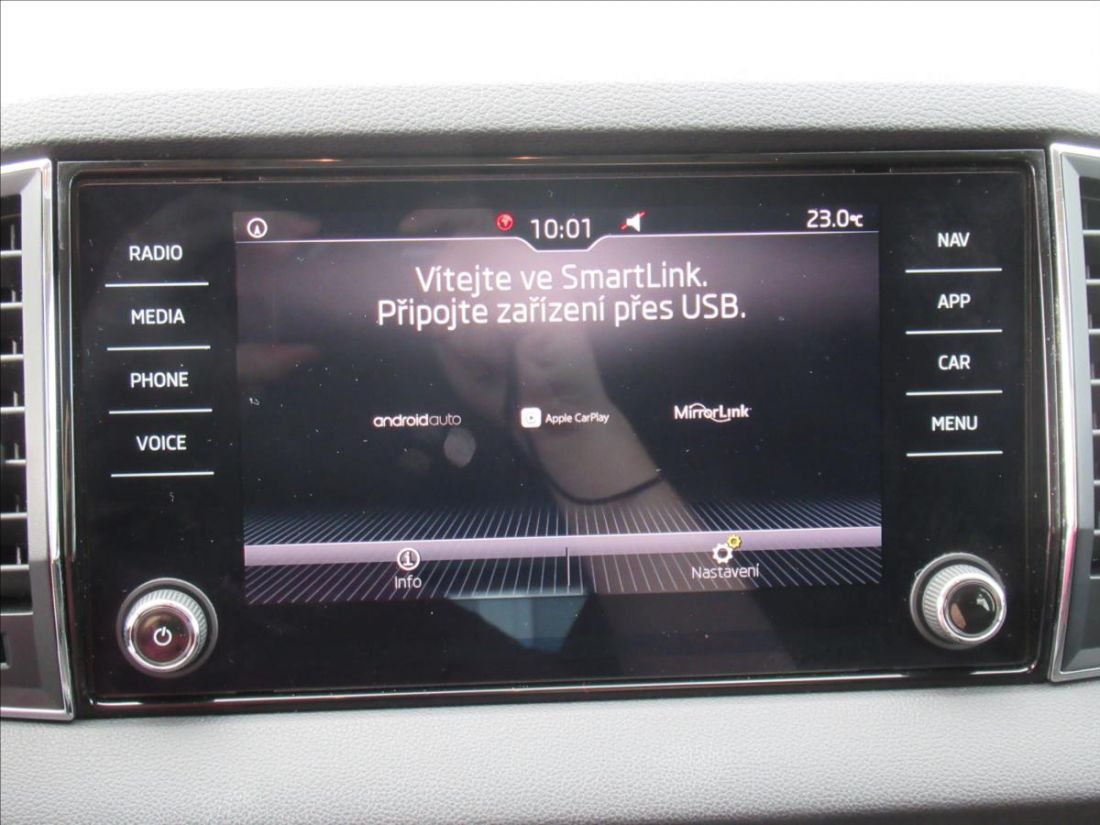 10:01
23.0°C
Vítejte ve SmartLink.
Připojte zařízení přes USB.
androidauto
Apple CarPlay
MirrorLink
Info
Nastavení
RADIO
MEDIA
PHONE
VOICE
NAV
APP
CAR
MENU